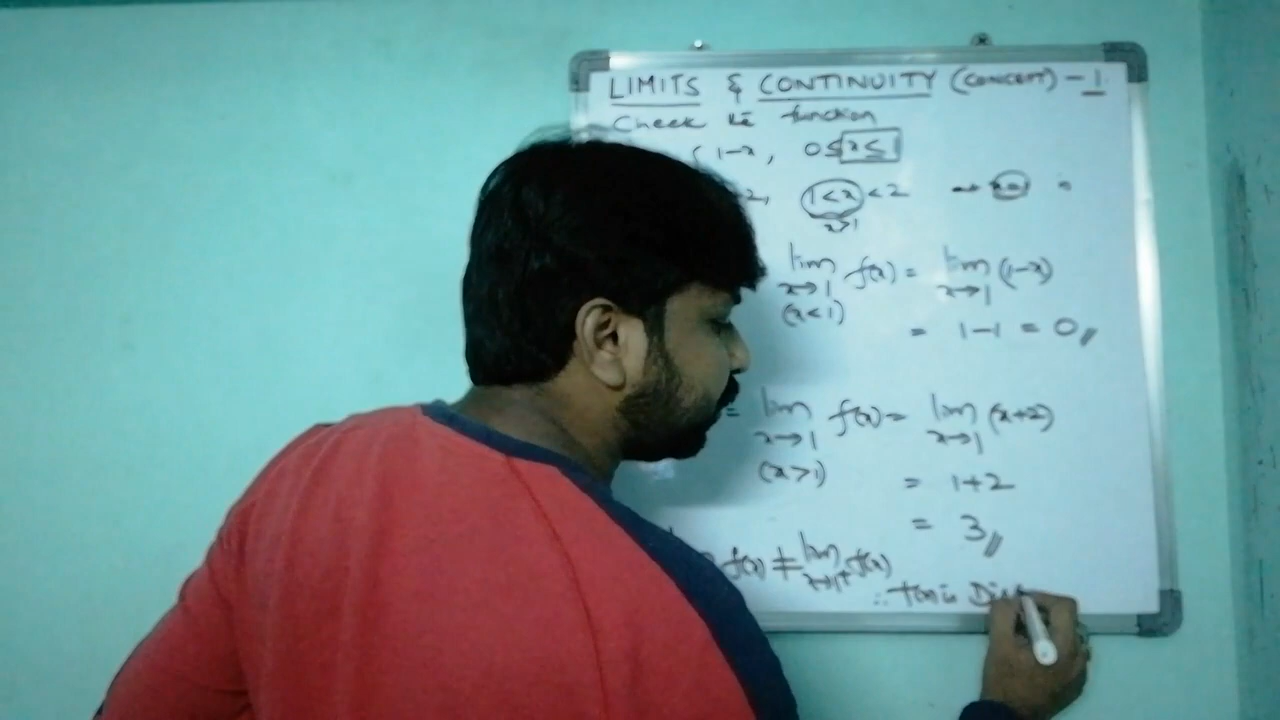 LIMITS & CONTINUITY (CONCEPT) - 1
Check the function
1-x, 0≤x≤1
2, 1<x<2
x>1
lim f(x) = lim (1-x)
x→1 x→1
(x<1)
= 1-1 = 0
= lim f(x) = lim (x+2)
x→1 x→1
(x>1)
= 1+2
= 3
f(x) ≠ lim f(x)
x→1+
∴ f(x) is Dis